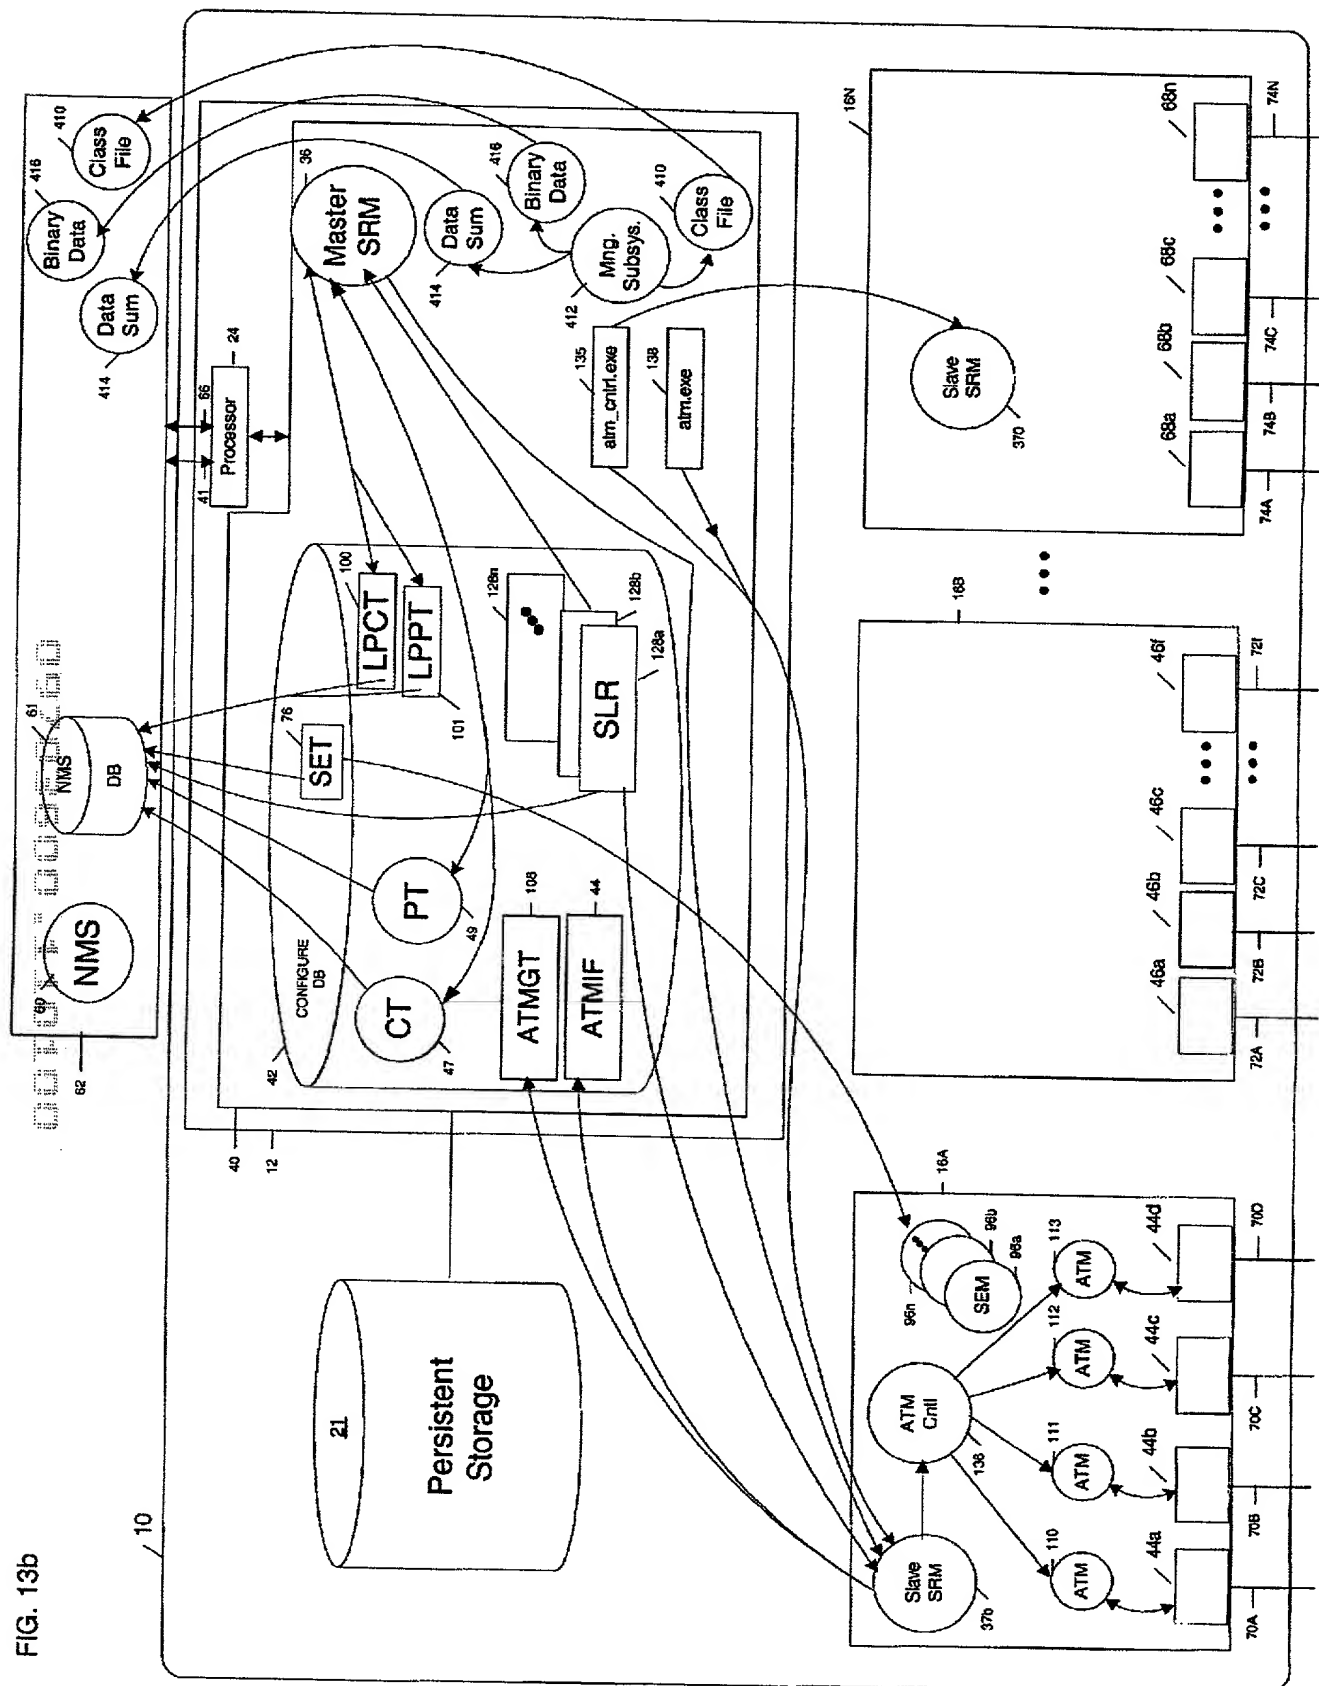 FIG. 13b
10
62
60
NMS
61
NMS
DB
414
Data
Sum
416
Binary
Data
410
Class
File
21
Persistent
Storage
40
12
41
66
24
Processor
42
CONFIGURE
DB
CT
47
PT
49
76
SET
100
LPCT
LPPT
101
ATMGT
108
ATMIF
44
128n
128b
SLR
128a
36
Master
SRM
Data
Sum
414
416
Binary
Data
Mng.
Subsys.
412
410
Class
File
135
atm_cntrl.exe
138
atm.exe
16A
Slave
SRM
37b
ATM
Cntl
136
96n
SEM
96b
96a
110
ATM
111
ATM
112
ATM
113
ATM
44a
44b
44c
44d
70A
70B
70C
70D
16B
46a
46b
46c
46f
72A
72B
72C
72f
16N
Slave
SRM
370
68a
68b
68c
68n
74A
74B
74C
74N